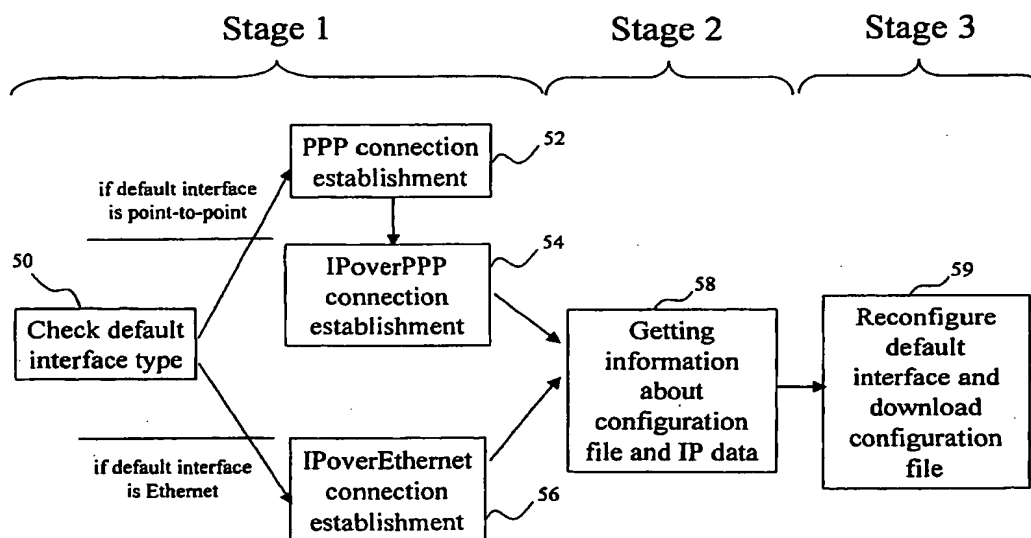 Stage 1
Stage 2
Stage 3
PPP connection
establishment
52
if default interface
is point-to-point
IPoverPPP
connection
establishment
54
50
Check default
interface type
58
Getting
information
about
configuration
file and IP data
59
Reconfigure
default
interface and
download
configuration
file
if default interface
is Ethernet
IPoverEthernet
connection
establishment
56